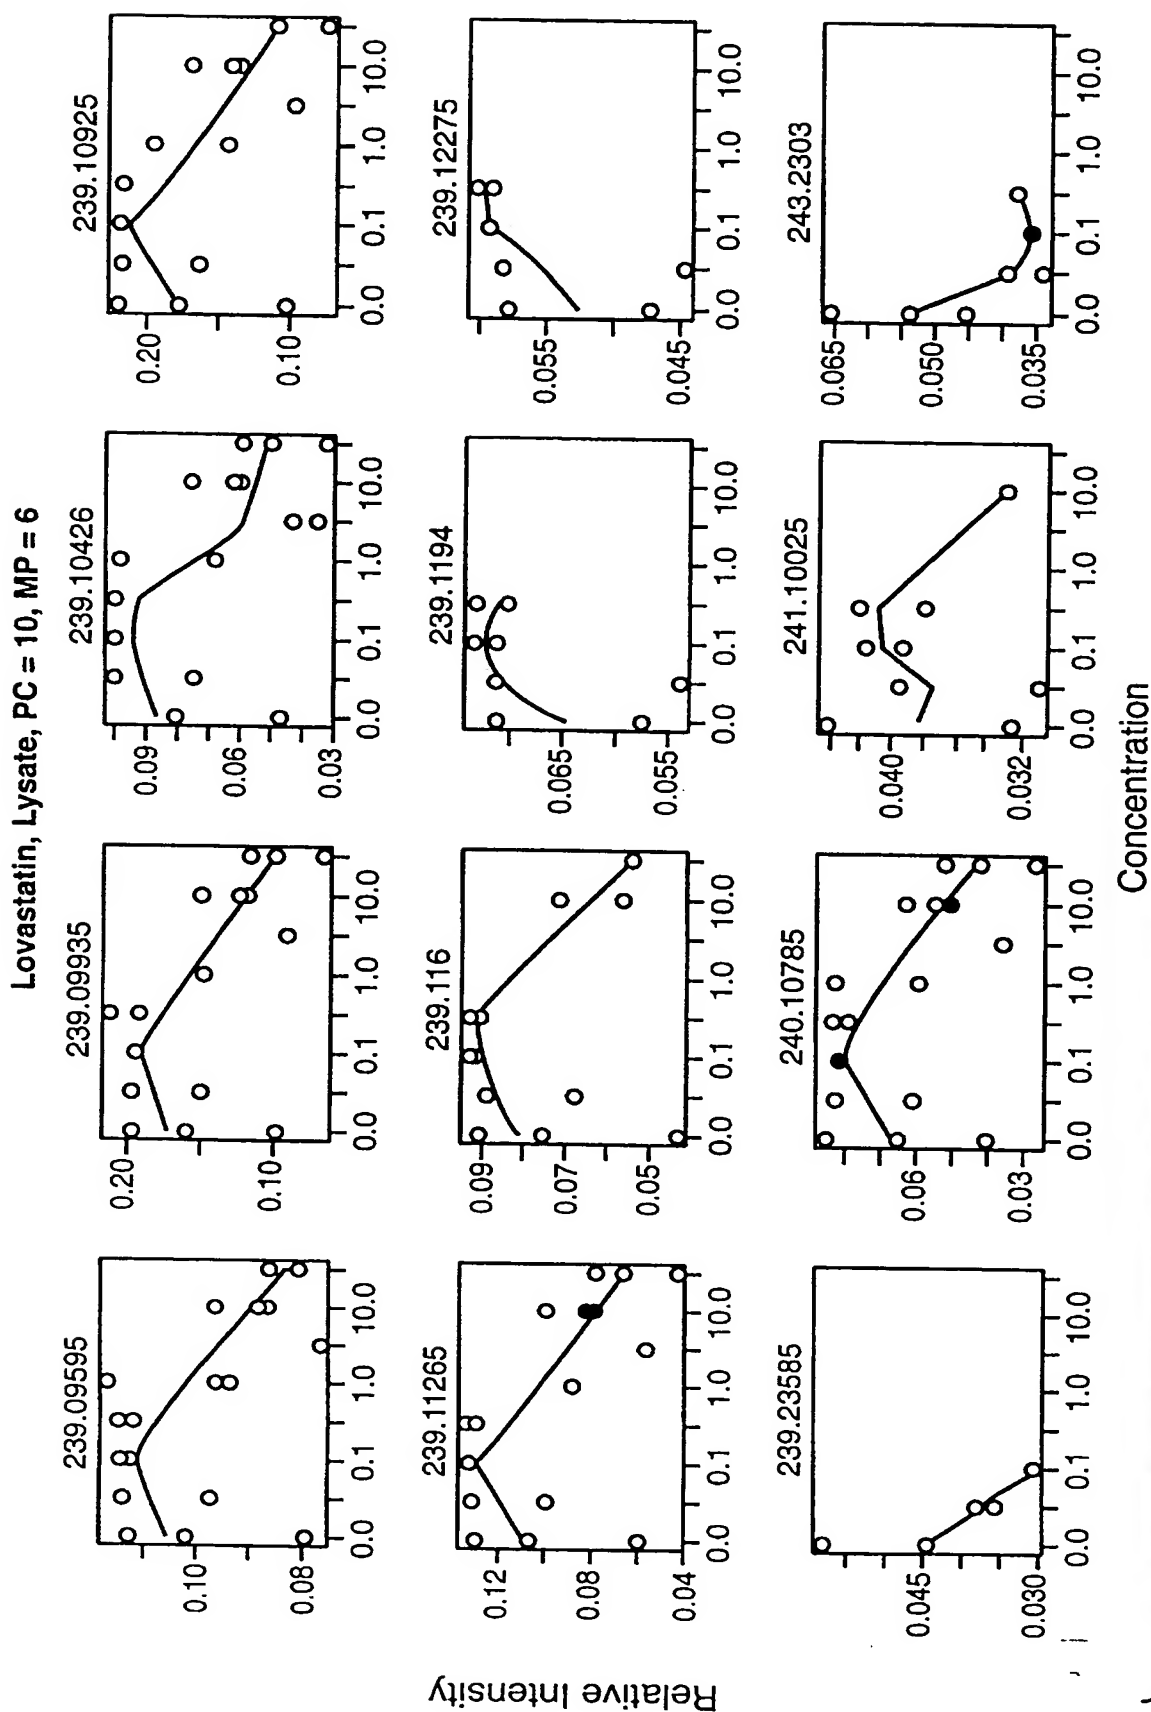 Lovastatin, Lysate, PC = 10, MP = 6
Relative Intensity
239.09595
0.10
0.08
0.0 0.1 1.0 10.0
239.09935
0.20
0.10
0.0 0.1 1.0 10.0
239.10426
0.09
0.06
0.03
0.0 0.1 1.0 10.0
239.10925
0.20
0.10
0.0 0.1 1.0 10.0
239.11265
0.12
0.08
0.04
0.0 0.1 1.0 10.0
239.116
0.09
0.07
0.05
0.0 0.1 1.0 10.0
239.1194
0.065
0.055
0.0 0.1 1.0 10.0
239.12275
0.055
0.045
0.0 0.1 1.0 10.0
239.23585
0.045
0.030
0.0 0.1 1.0 10.0
240.10785
0.06
0.03
0.0 0.1 1.0 10.0
241.10025
0.040
0.032
0.0 0.1 1.0 10.0
243.2303
0.065
0.050
0.035
0.0 0.1 1.0 10.0
Concentration